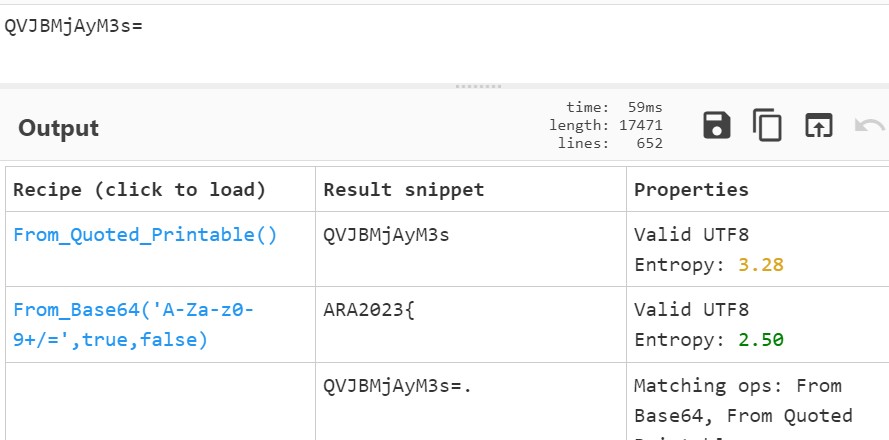 QVJBMjAyM3s=
Output
time: 59ms
length: 17471
lines: 652
Recipe (click to load) Result snippet Properties
From_Quoted_Printable() QVJBMjAyM3s Valid UTF8
Entropy: 3.28
From_Base64('A-Za-z0- ARA2023{ Valid UTF8
9+/=',true,false) Entropy: 2.50
QVJBMjAyM3s=. Matching ops: From
Base64, From Quoted